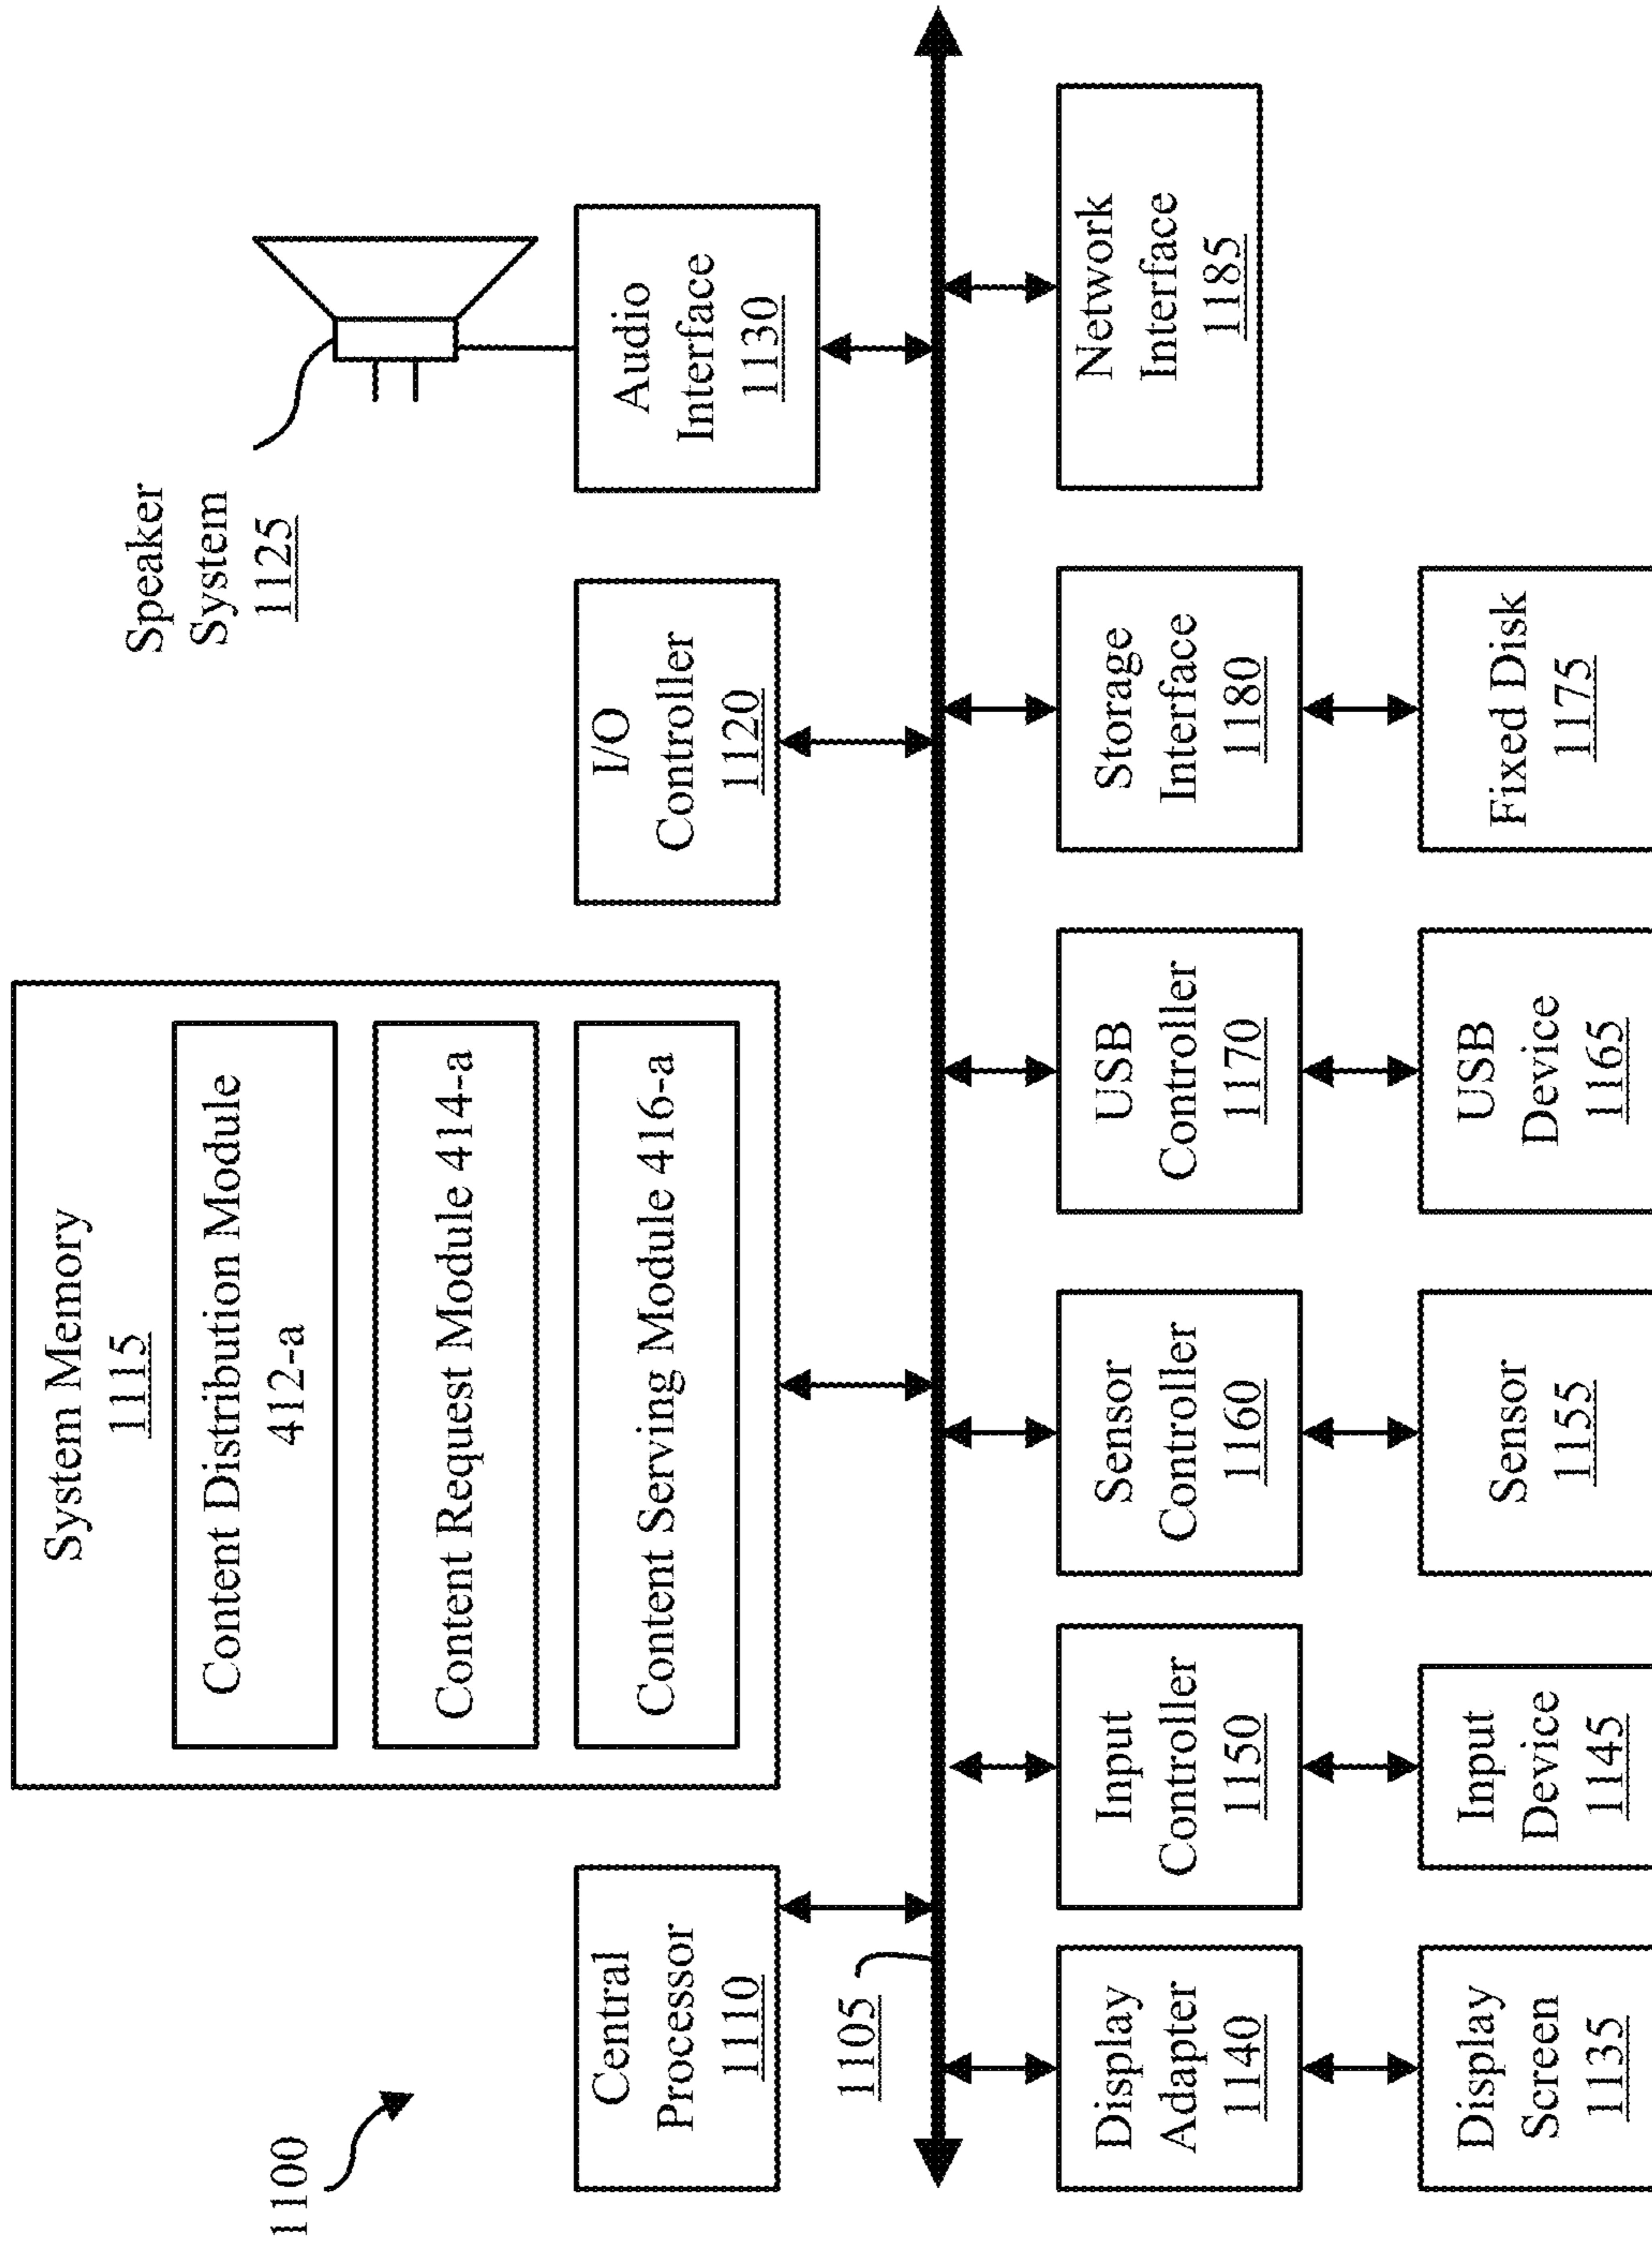 1100
System Memory
1115
Content Distribution Module
412-a
Content Request Module 414-a
Content Serving Module 416-a
Speaker
System
1125
Central
Processor
1110
I/O
Controller
1120
Audio
Interface
1130
1105
Display
Adapter
1140
Input
Controller
1150
Sensor
Controller
1160
USB
Controller
1170
Storage
Interface
1180
Network
Interface
1185
Display
Screen
1135
Input
Device
1145
Sensor
1155
USB
Device
1165
Fixed Disk
1175